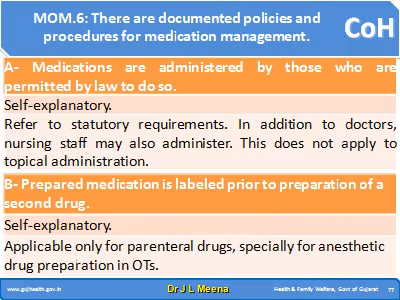 MOM.6: There are documented policies and
procedures for medication management.
CoH
A- Medications are administered by those who are
permitted by law to do so.
Self-explanatory.
Refer to statutory requirements. In addition to doctors,
nursing staff may also administer. This does not apply to
topical administration.
B- Prepared medication is labeled prior to preparation of a
second drug.
Self-explanatory.
Applicable only for parenteral drugs, specially for anesthetic
drug preparation in OTs.
www.gujhealth.gov.in Dr J L Meena Health & Family Welfare, Govt of Gujarat 77